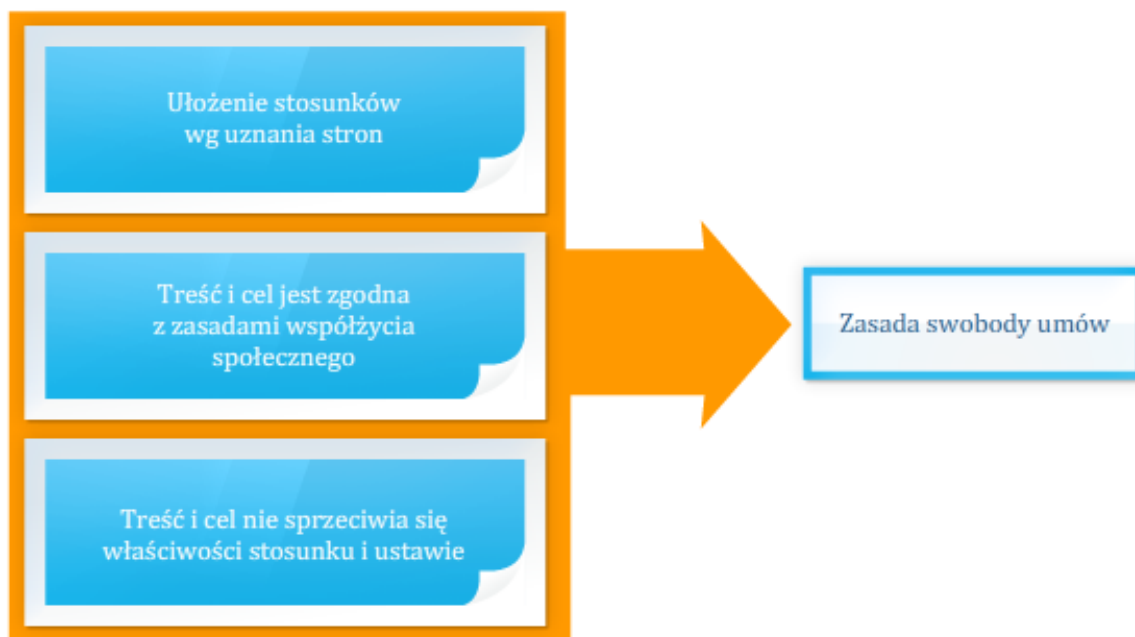 Ułożenie stosunków
wg uznania stron
Treść i cel jest zgodna
z zasadami współżycia
społecznego
Treść i cel nie sprzeciwia się
właściwości stosunku i ustawie
Zasada swobody umów